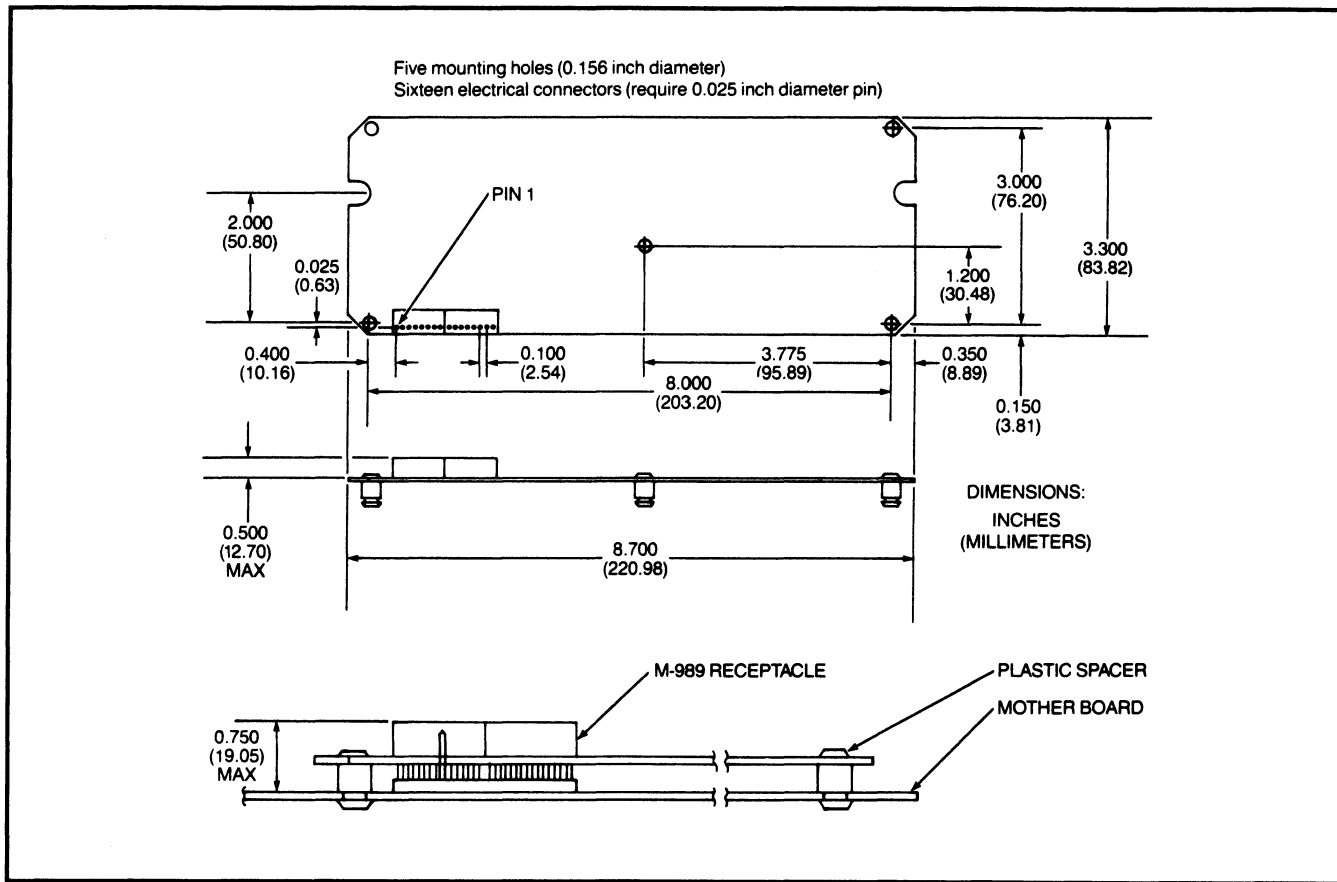 Five mounting holes (0.156 inch diameter)
Sixteen electrical connectors (require 0.025 inch diameter pin)
PIN 1
2.000
(50.80)
0.025
(0.63)
3.000
(76.20)
3.300
(83.82)
1.200
(30.48)
0.400
(10.16)
0.100
(2.54)
3.775
(95.89)
0.350
(8.89)
8.000
(203.20)
0.150
(3.81)
0.500
(12.70)
MAX
8.700
(220.98)
DIMENSIONS:
INCHES
(MILLIMETERS)
M-989 RECEPTACLE
PLASTIC SPACER
MOTHER BOARD
0.750
(19.05)
MAX